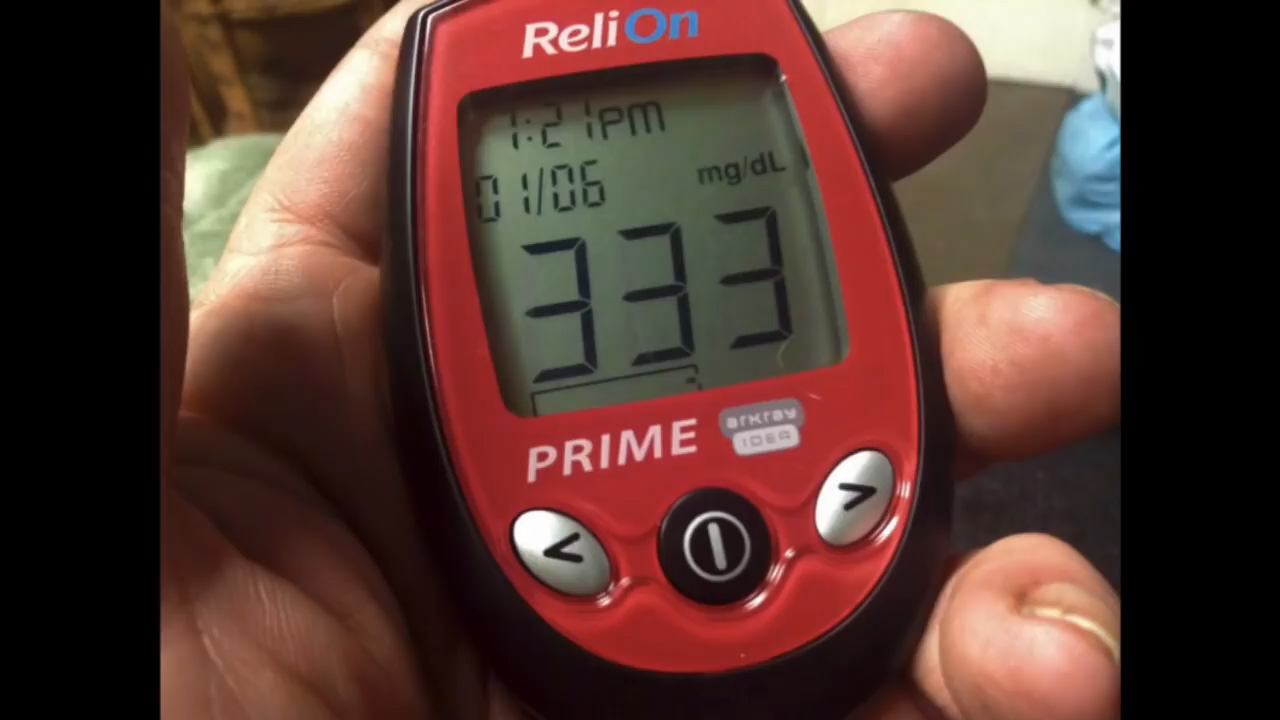 ReliOn
1:21PM
01/06
mg/dL
333
PRIME
arkray
IDEA